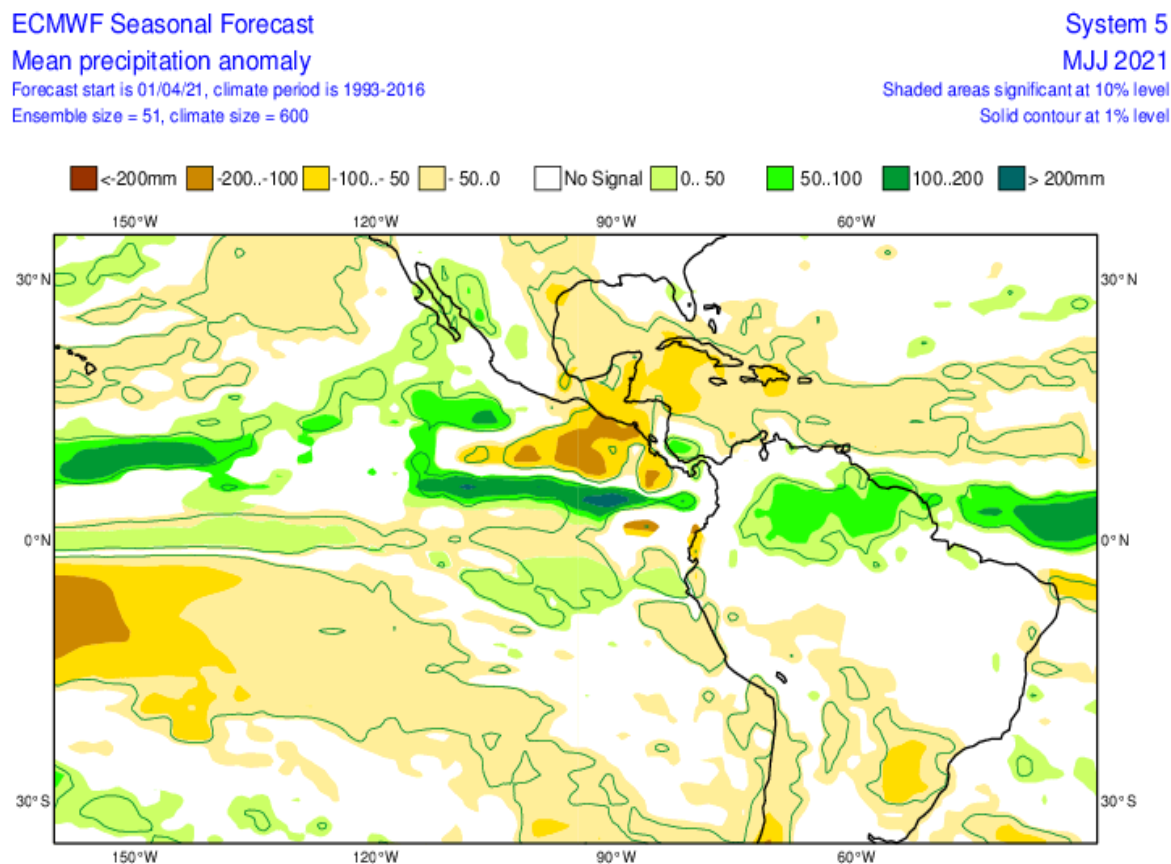 ECMWF Seasonal Forecast
System 5
Mean precipitation anomaly
MJJ 2021
Forecast start is 01/04/21, climate period is 1993-2016
Shaded areas significant at 10% level
Ensemble size = 51, climate size = 600
Solid contour at 1% level
<-200mm -200..-100 -100..- 50 - 50..0 No Signal 0.. 50 50..100 100..200 > 200mm
150°W 120°W 90°W 60°W
30°N 30°N
0°N 0°N
30°S 30°S
150°W 120°W 90°W 60°W